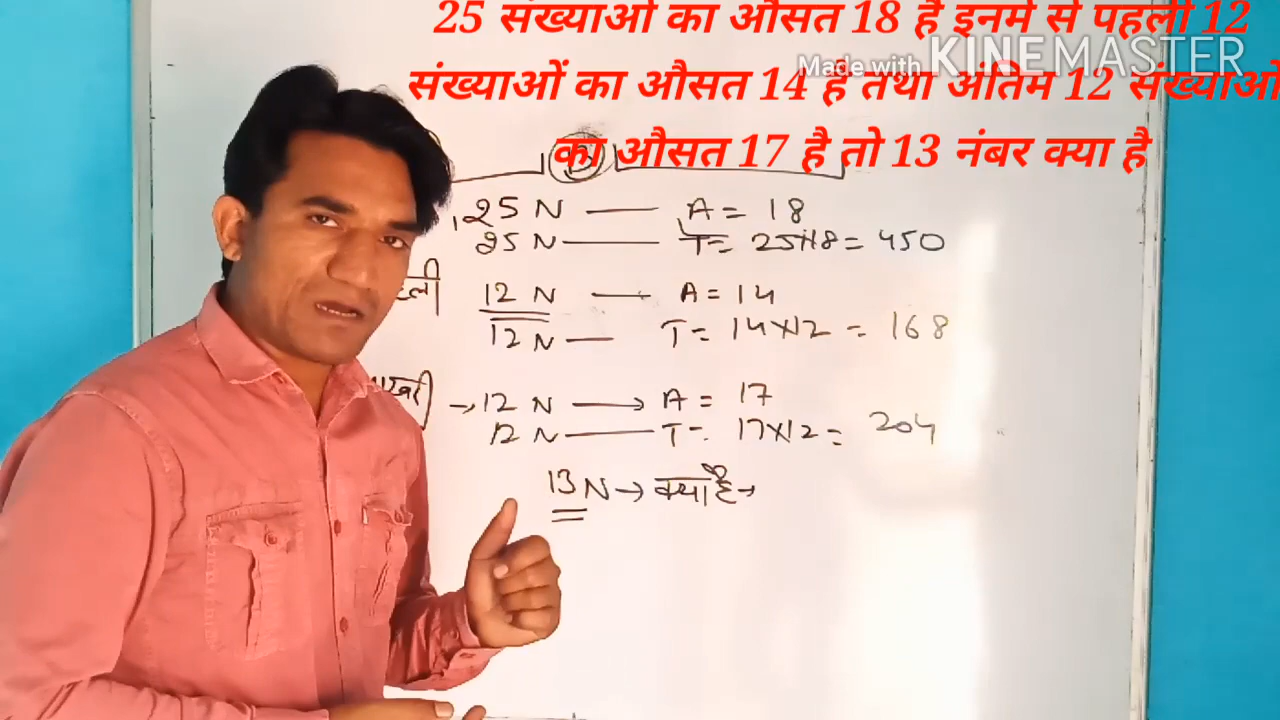 25 संख्याओं का औसत 18 है इनमें से पहली 12
Made with KINEMASTER
संख्याओं का औसत 14 है तथा अंतिम 12 संख्याओं
का औसत 17 है तो 13 नंबर क्या है
25 N — A = 18
25 N — T = 25×18 = 450
12 N — A = 14
12 N — T = 14×12 = 168
→ 12 N → A = 17
12 N — T = 17×12 = 204
13 N → क्या है →